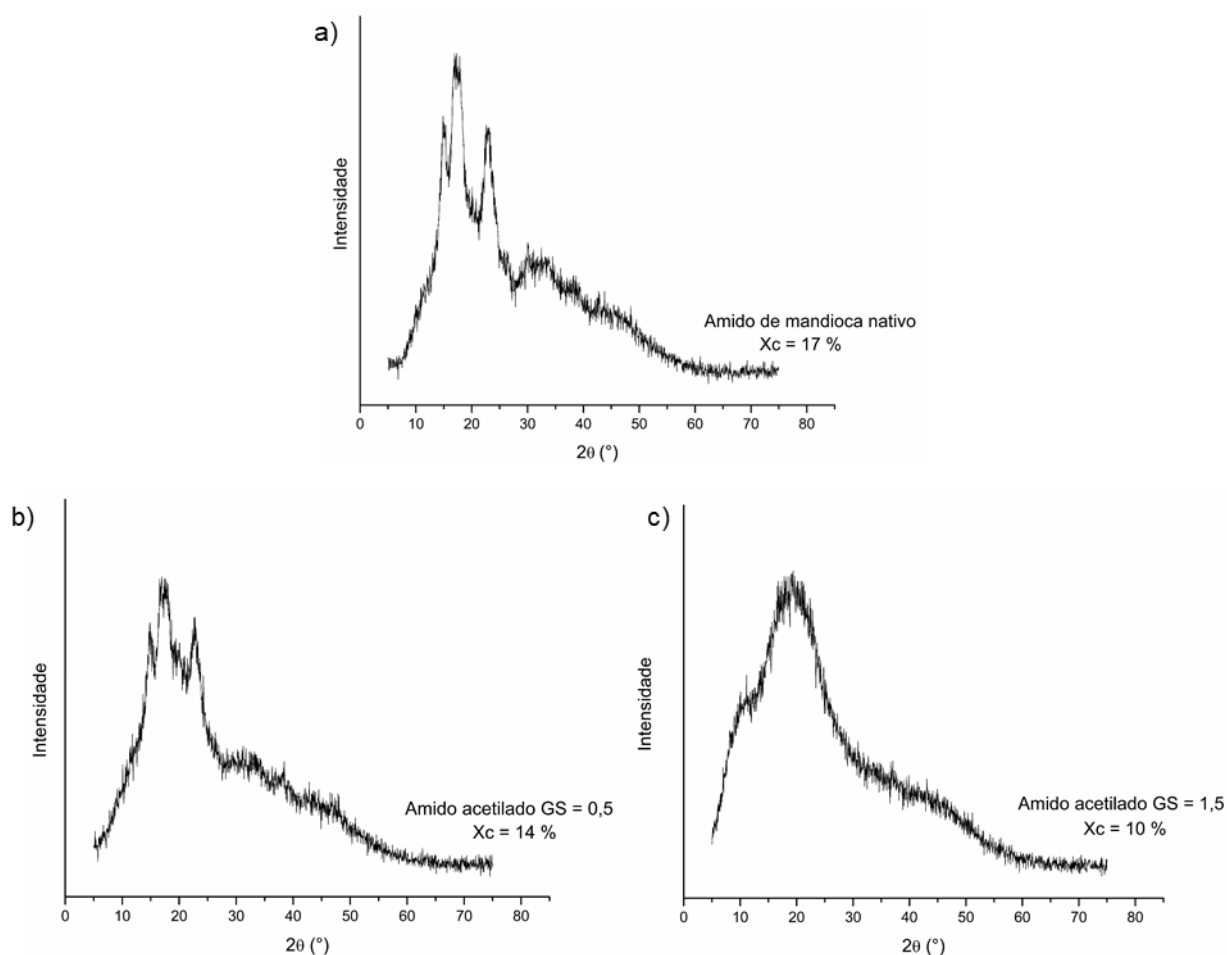 a)
Intensidade
Amido de mandioca nativo
Xc = 17 %
0 10 20 30 40 50 60 70 80
2θ (°)
b)
Intensidade
Amido acetilado GS = 0,5
Xc = 14 %
0 10 20 30 40 50 60 70 80
2θ (°)
c)
Intensidade
Amido acetilado GS = 1,5
Xc = 10 %
0 10 20 30 40 50 60 70 80
2θ (°)